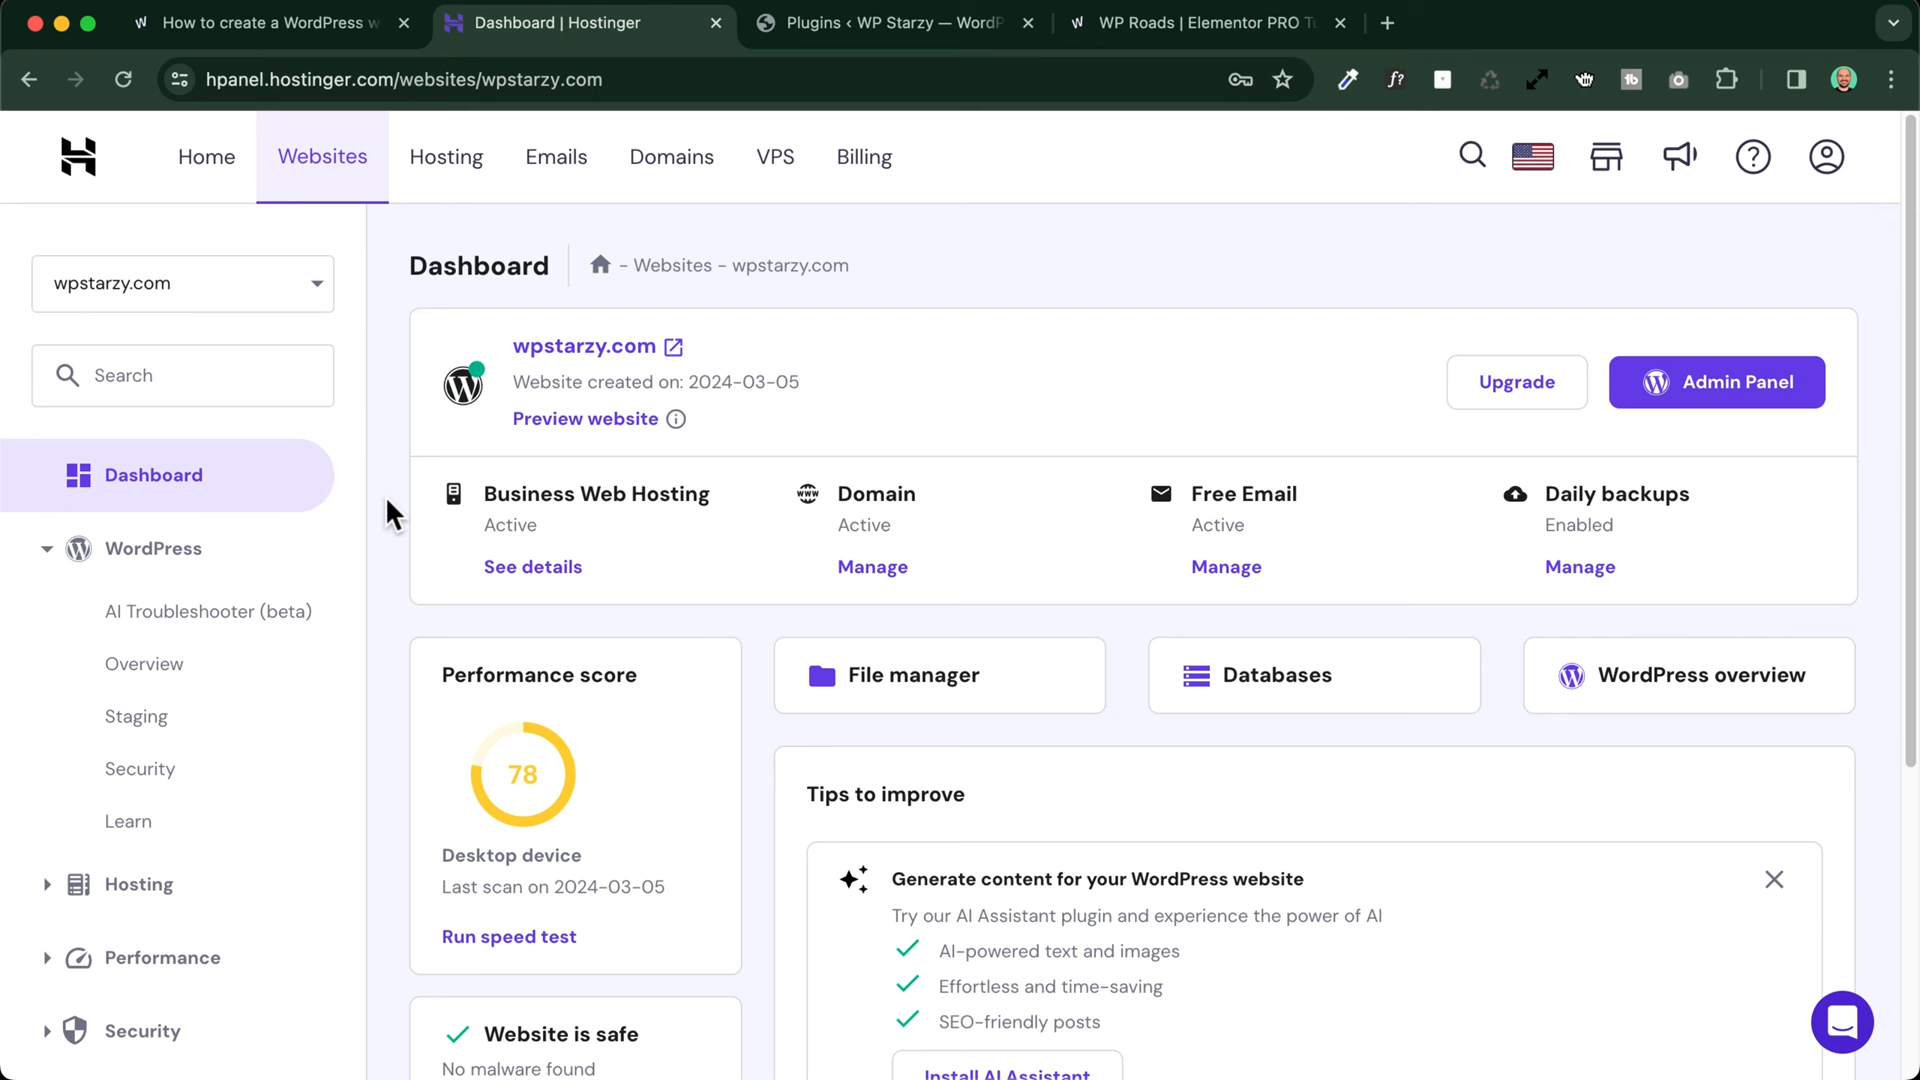 How to create a WordPress w
Dashboard | Hostinger
Plugins ‹ WP Starzy — WordP
WP Roads | Elementor PRO Tu
hpanel.hostinger.com/websites/wpstarzy.com
f?
tb
Home
Websites
Hosting
Emails
Domains
VPS
Billing
wpstarzy.com
Search
Dashboard
WordPress
AI Troubleshooter (beta)
Overview
Staging
Security
Learn
Hosting
Performance
Security
Dashboard
- Websites - wpstarzy.com
wpstarzy.com
Website created on: 2024-03-05
Preview website
Upgrade
Admin Panel
Business Web Hosting
Active
See details
Domain
Active
Manage
Free Email
Active
Manage
Daily backups
Enabled
Manage
Performance score
78
Desktop device
Last scan on 2024-03-05
Run speed test
Website is safe
No malware found
File manager
Databases
WordPress overview
Tips to improve
Generate content for your WordPress website
Try our AI Assistant plugin and experience the power of AI
AI-powered text and images
Effortless and time-saving
SEO-friendly posts
Install AI Assistant